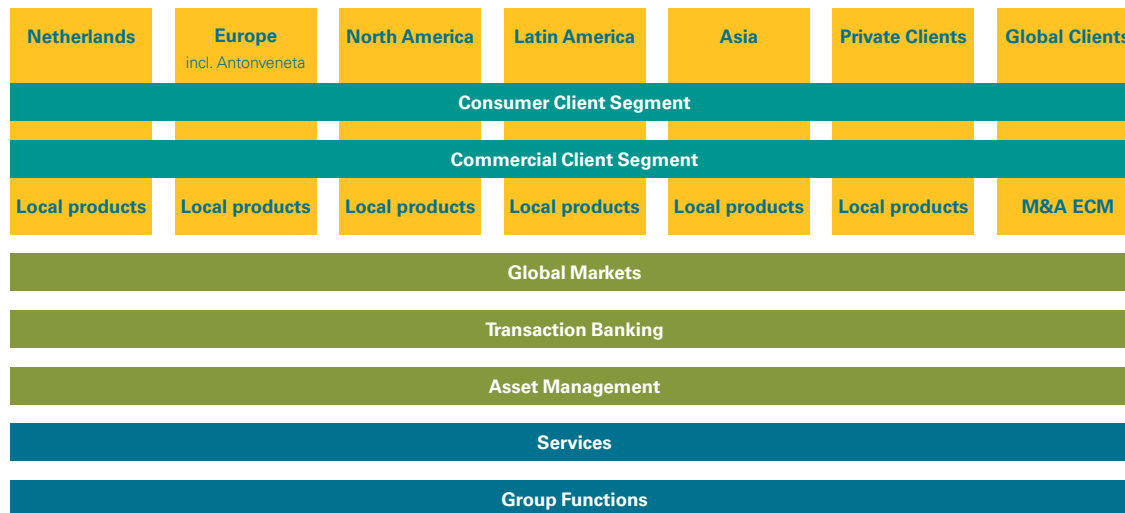 Netherlands
Europe
incl. Antonveneta
North America
Latin America
Asia
Private Clients
Global Clients
Consumer Client Segment
Commercial Client Segment
Local products
Local products
Local products
Local products
Local products
Local products
M&A ECM
Global Markets
Transaction Banking
Asset Management
Services
Group Functions